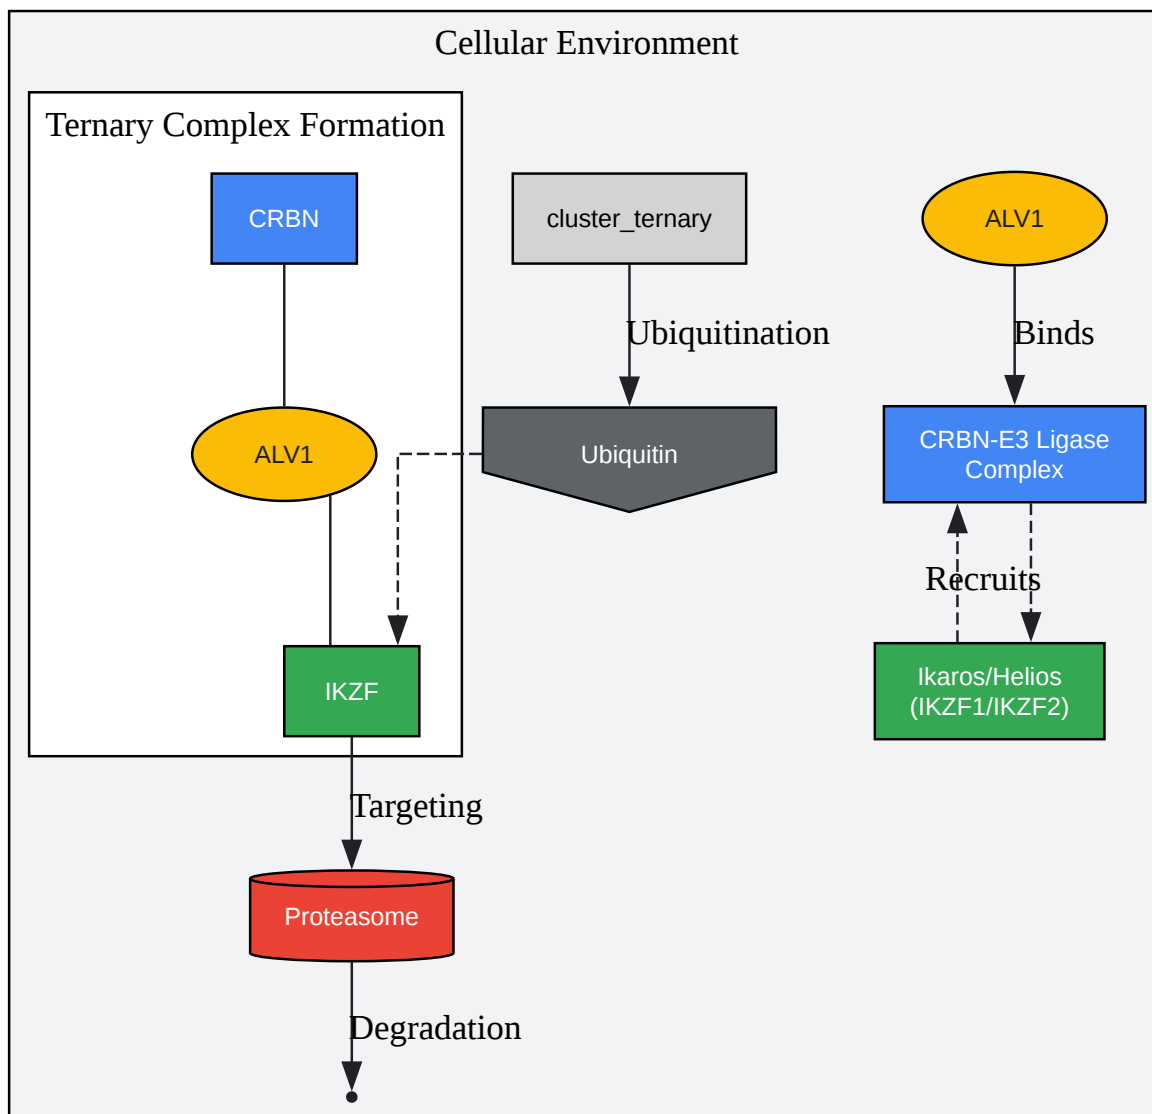 Cellular Environment
Ternary Complex Formation
CRBN
cluster_ternary
ALV1
Ubiquitination
Binds
ALV1
Ubiquitin
CRBN-E3 Ligase
Complex
Recruits
IKZF
Ikaros/Helios
(IKZF1/IKZF2)
Targeting
Proteasome
Degradation